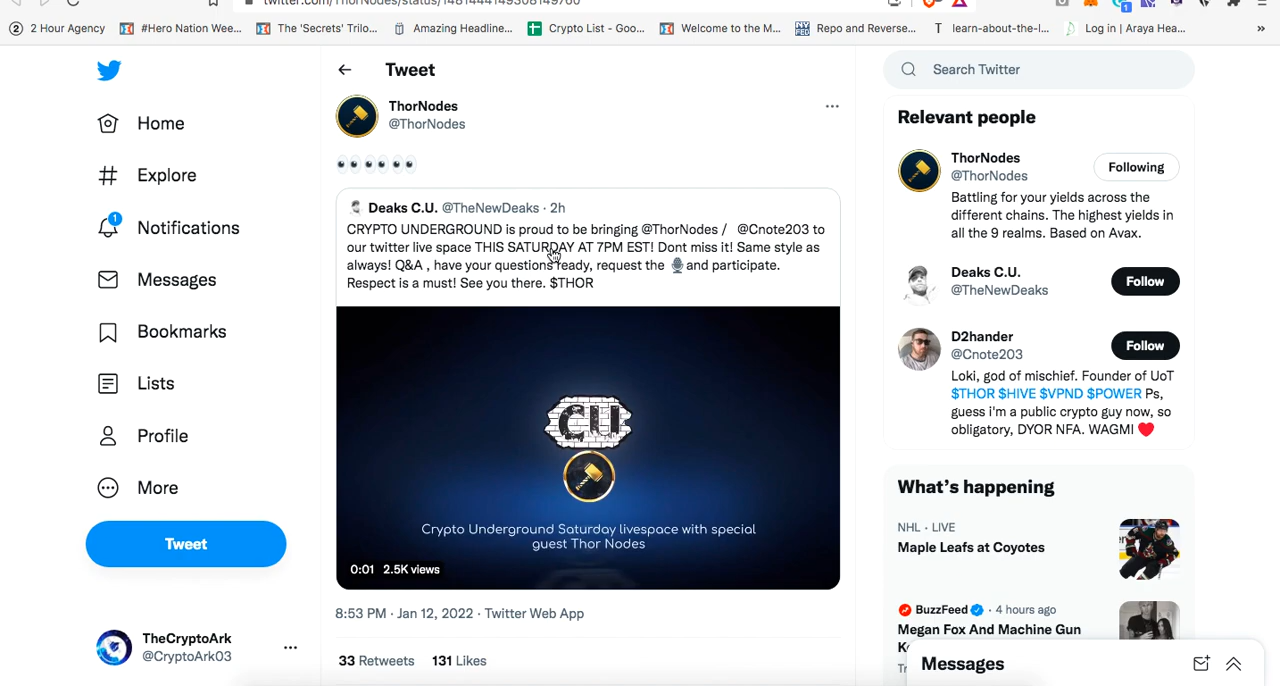 twitter.com/ThorNodes/status/1481444149308149760
2 Hour Agency
#Hero Nation Wee...
The 'Secrets' Trilo...
Amazing Headline...
Crypto List - Goo...
Welcome to the M...
Repo and Reverse...
learn-about-the-l...
Log in | Araya Hea...
»
Home
Explore
1
Notifications
Messages
Bookmarks
Lists
Profile
More
Tweet
TheCryptoArk
@CryptoArk03
Tweet
ThorNodes
@ThorNodes
Deaks C.U. @TheNewDeaks · 2h
CRYPTO UNDERGROUND is proud to be bringing @ThorNodes / @Cnote203 to
our twitter live space THIS SATURDAY AT 7PM EST! Dont miss it! Same style as
always! Q&A , have your questions ready, request the 🎙and participate.
Respect is a must! See you there. $THOR
CU
Crypto Underground Saturday livespace with special
guest Thor Nodes
0:01 2.5K views
8:53 PM · Jan 12, 2022 · Twitter Web App
33 Retweets 131 Likes
Search Twitter
Relevant people
ThorNodes
@ThorNodes
Following
Battling for your yields across the
different chains. The highest yields in
all the 9 realms. Based on Avax.
Deaks C.U.
@TheNewDeaks
Follow
D2hander
@Cnote203
Follow
Loki, god of mischief. Founder of UoT
$THOR $HIVE $VPND $POWER Ps,
guess i'm a public crypto guy now, so
obligatory, DYOR NFA. WAGMI ❤️
What's happening
NHL · LIVE
Maple Leafs at Coyotes
BuzzFeed · 4 hours ago
Megan Fox And Machine Gun
Messages